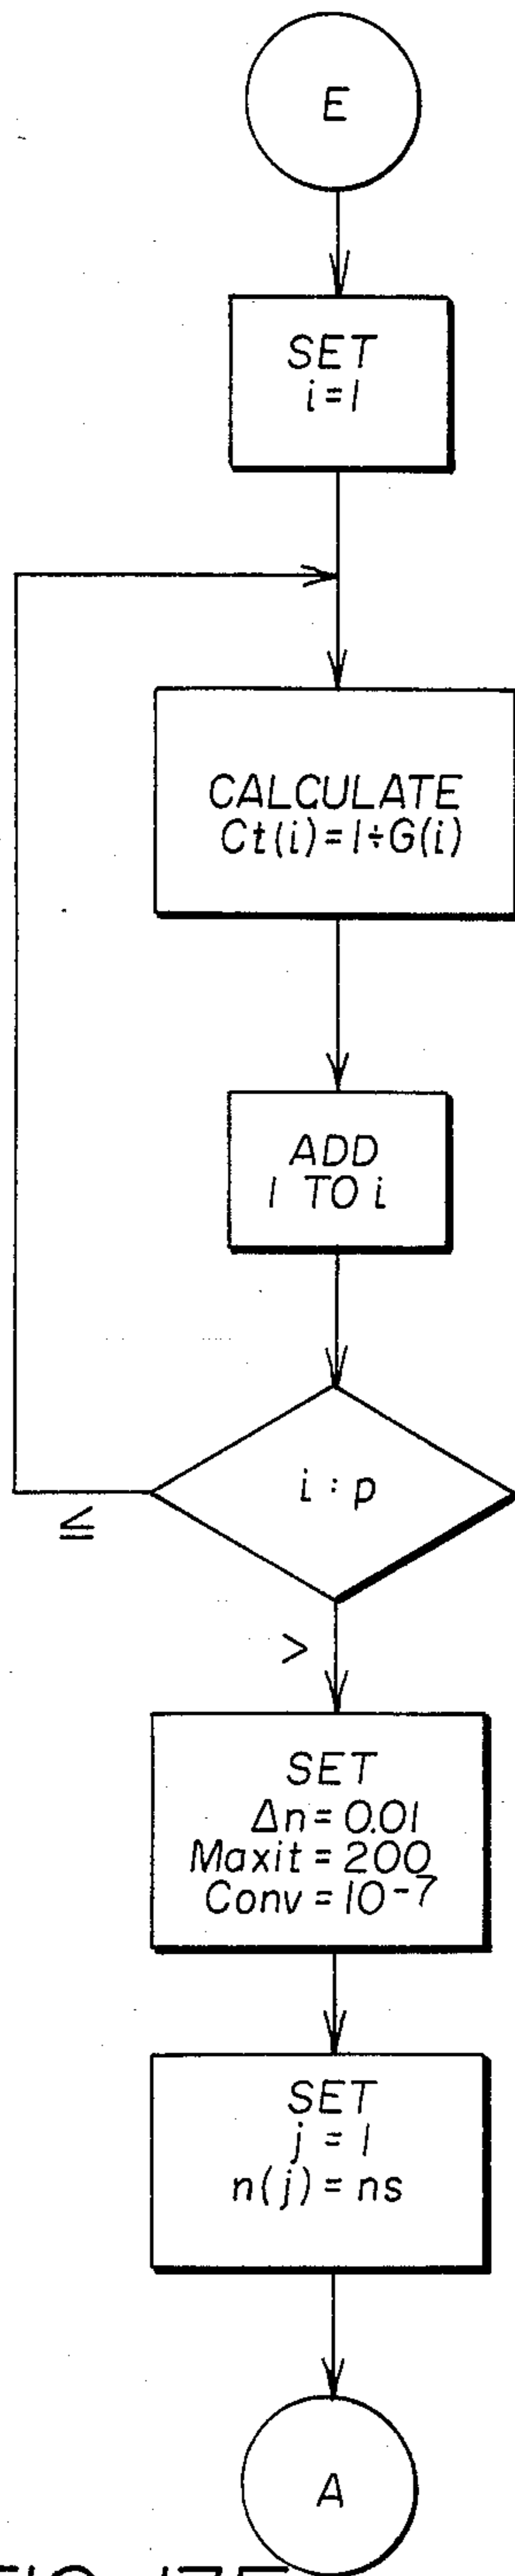 E
SET
i=1
CALCULATE
Ct(i)=1÷G(i)
ADD
1 TO i
i : p
≦
>
SET
Δn=0.01
Maxit=200
Conv=10⁻⁷
SET
j=1
n(j)=ns
A